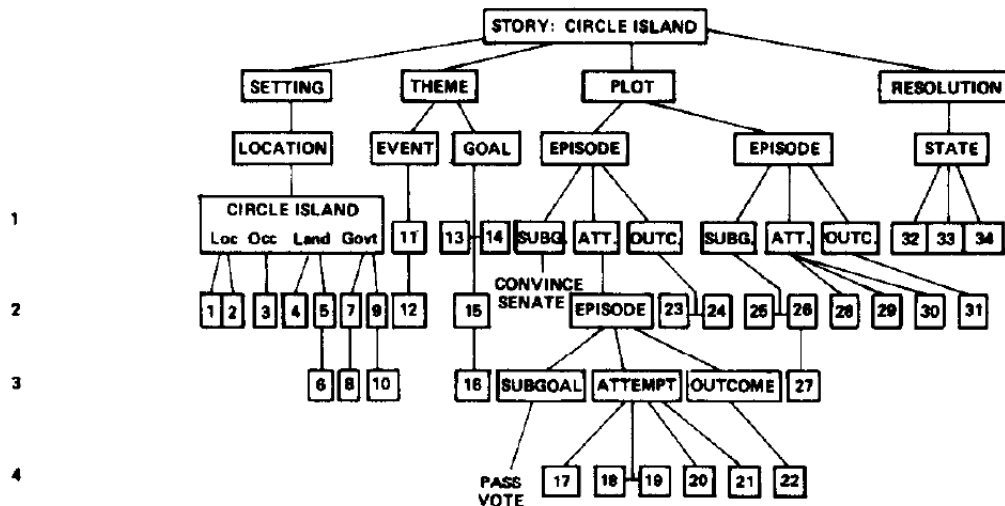 STORY: CIRCLE ISLAND
SETTING THEME PLOT RESOLUTION
LOCATION EVENT GOAL EPISODE EPISODE STATE
CIRCLE ISLAND
1 Loc Occ Land Govt 11 13 14 SUBG. ATT. OUTC. SUBG. ATT. OUTC. 32 33 34
CONVINCE
SENATE
2 1 2 3 4 5 7 9 12 15 EPISODE 23 24 25 26 28 29 30 31
3 6 8 10 16 SUBGOAL ATTEMPT OUTCOME 27
4 PASS
VOTE 17 18 19 20 21 22